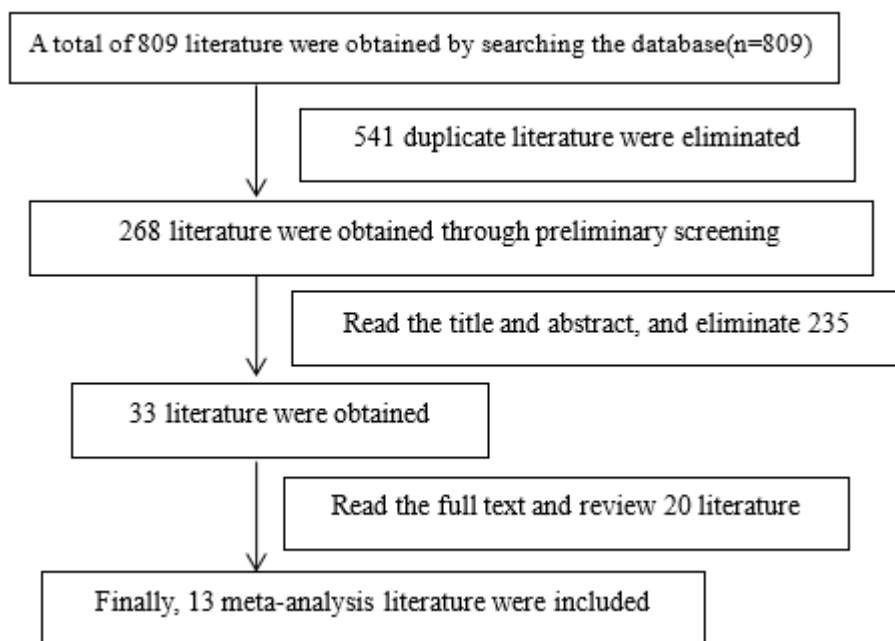 A total of 809 literature were obtained by searching the database(n=809)
541 duplicate literature were eliminated
268 literature were obtained through preliminary screening
Read the title and abstract, and eliminate 235
33 literature were obtained
Read the full text and review 20 literature
Finally, 13 meta-analysis literature were included